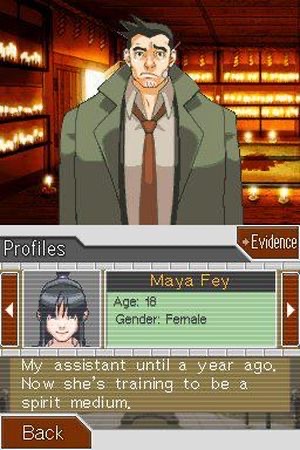 Profiles
Evidence
Maya Fey
Age: 18
Gender: Female
My assistant until a year ago.
Now she's training to be a
spirit medium.
Back